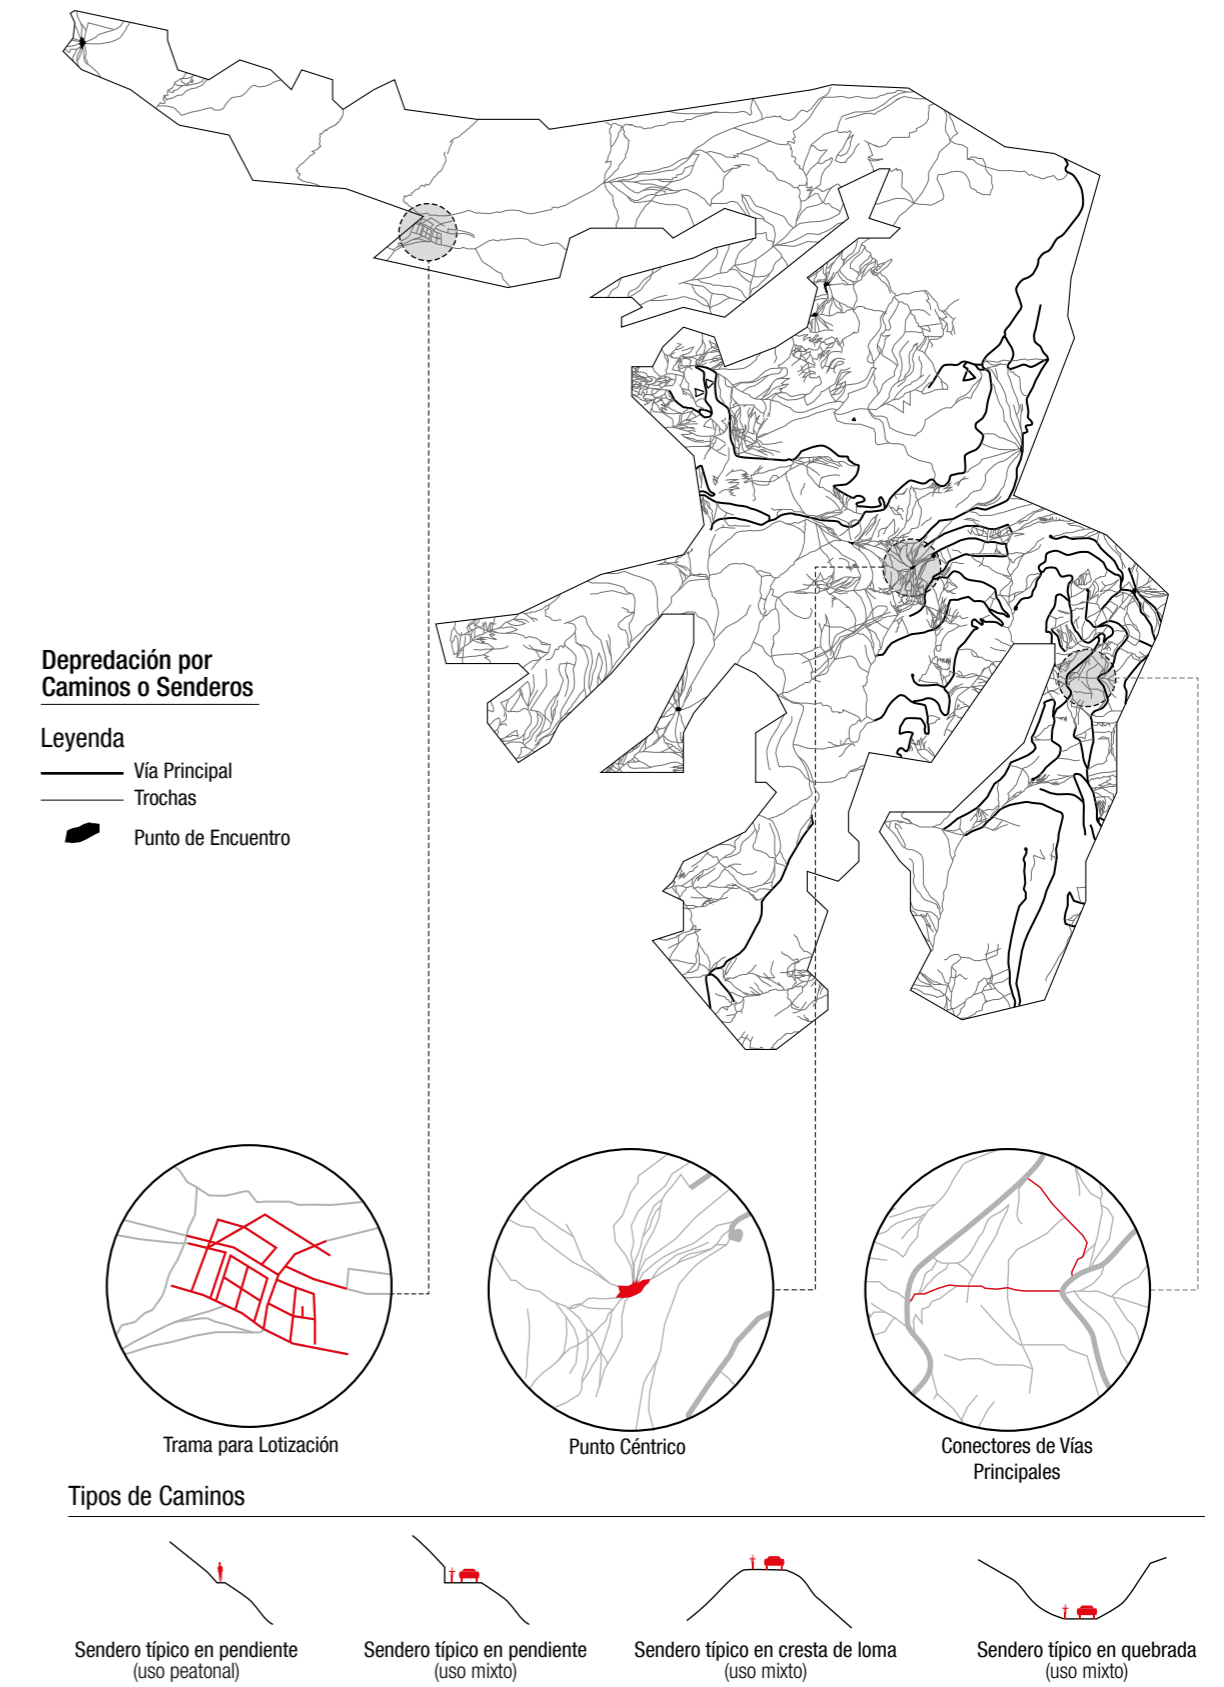 Depredación por
Caminos o Senderos
Leyenda
Vía Principal
Trochas
Punto de Encuentro
Trama para Lotización
Punto Céntrico
Conectores de Vías
Principales
Tipos de Caminos
Sendero típico en pendiente
(uso peatonal)
Sendero típico en pendiente
(uso mixto)
Sendero típico en cresta de loma
(uso mixto)
Sendero típico en quebrada
(uso mixto)